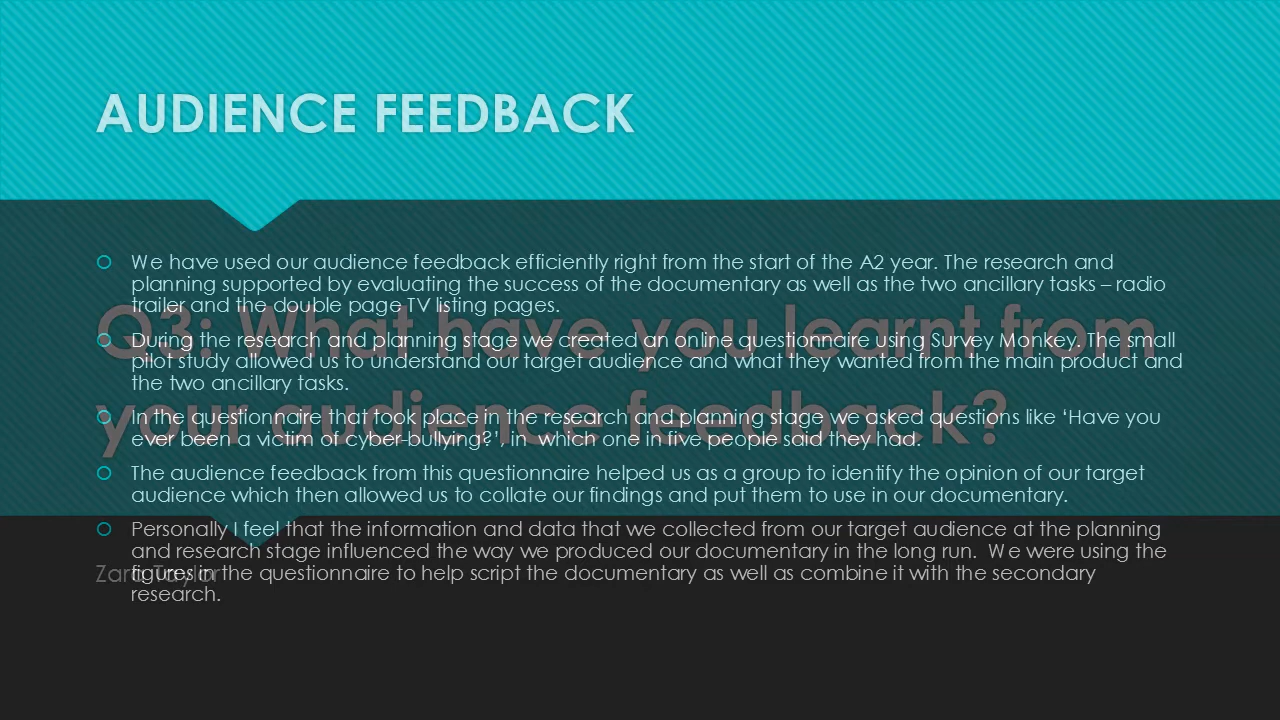 AUDIENCE FEEDBACK
We have used our audience feedback efficiently right from the start of the A2 year. The research and
planning supported by evaluating the success of the documentary as well as the two ancillary tasks – radio
trailer and the double page TV listing pages.
Q3: What have you learnt from
During the research and planning stage we created an online questionnaire using Survey Monkey. The small
pilot study allowed us to understand our target audience and what they wanted from the main product and
the two ancillary tasks.
your audience feedback?
In the questionnaire that took place in the research and planning stage we asked questions like ‘Have you
ever been a victim of cyber-bullying?’, in which one in five people said they had.
The audience feedback from this questionnaire helped us as a group to identify the opinion of our target
audience which then allowed us to collate our findings and put them to use in our documentary.
Personally I feel that the information and data that we collected from our target audience at the planning
and research stage influenced the way we produced our documentary in the long run.  We were using the
Zara Taylor
figures in the questionnaire to help script the documentary as well as combine it with the secondary
research.